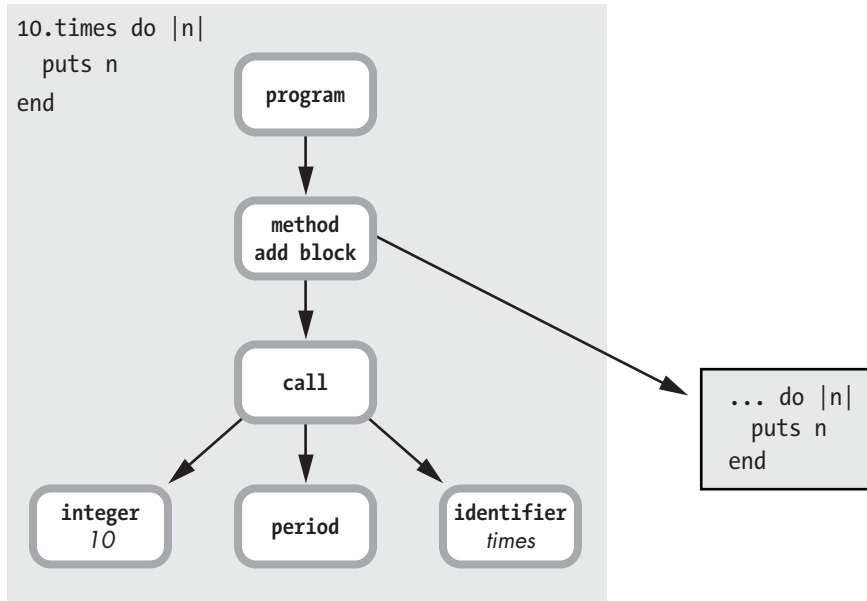 10.times do |n|
  puts n
end
program
method
add block
call
... do |n|
  puts n
end
integer
10
period
identifier
times